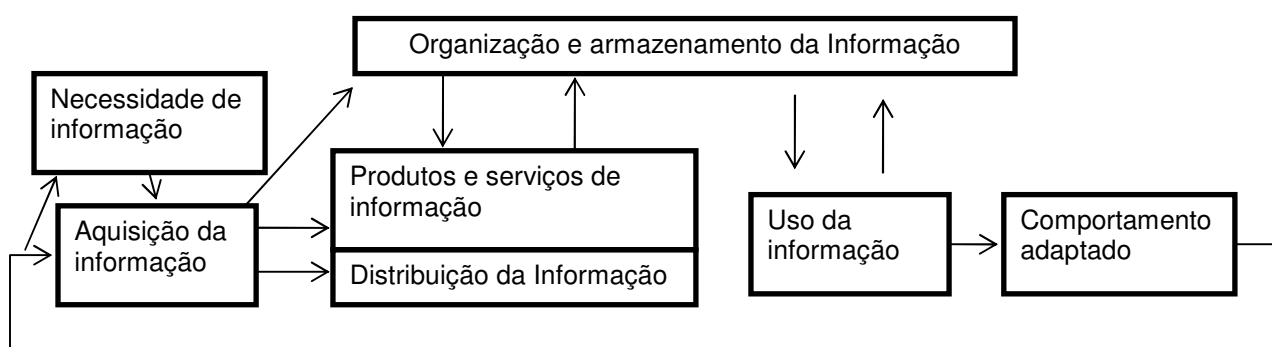 Organização e armazenamento da Informação
Necessidade de
informação
Produtos e serviços de
informação
Aquisição da
informação
Distribuição da Informação
Uso da
informação
Comportamento
adaptado